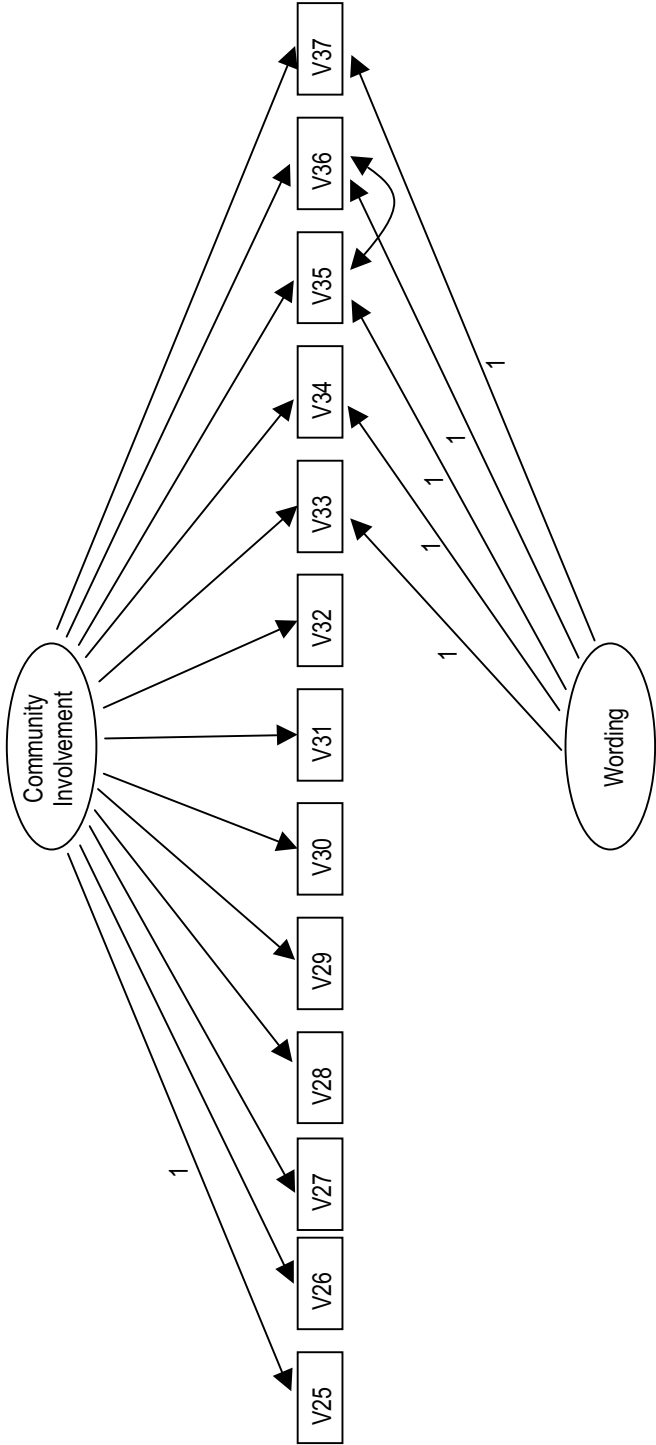 Community
Involvement
1
V25
V26
V27
V28
V29
V30
V31
V32
V33
V34
V35
V36
V37
1
1
1
1
1
Wording